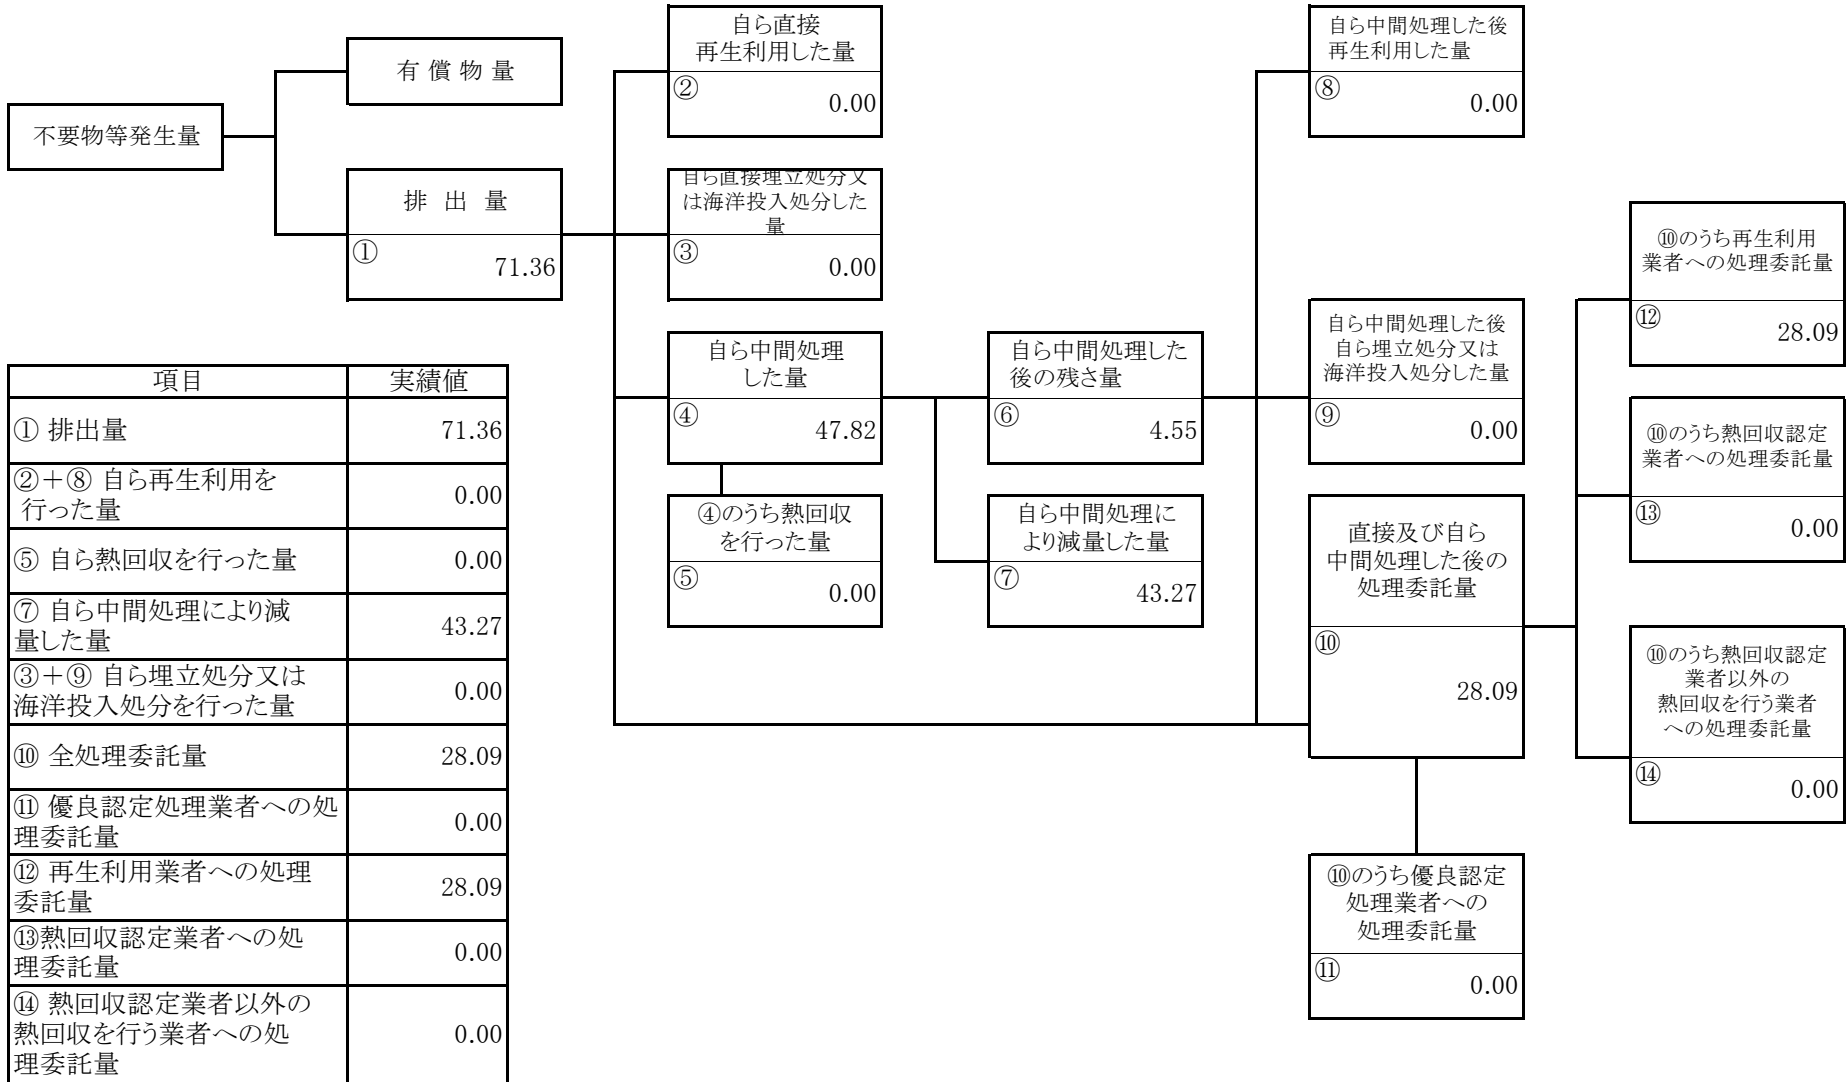 不要物等発生量
有 償 物 量
排 出 量
①
71.36
自ら直接
再生利用した量
②
0.00
自ら直接埋立処分又
は海洋投入処分した
量
③
0.00
自ら中間処理
した量
④
47.82
④のうち熱回収
を行った量
⑤
0.00
自ら中間処理した
後の残さ量
⑥
4.55
自ら中間処理に
より減量した量
⑦
43.27
自ら中間処理した後
再生利用した量
⑧
0.00
自ら中間処理した後
自ら埋立処分又は
海洋投入処分した量
⑨
0.00
直接及び自ら
中間処理した後の
処理委託量
⑩
28.09
⑩のうち優良認定
処理業者への
処理委託量
⑪
0.00
⑩のうち再生利用
業者への処理委託量
⑫
28.09
⑩のうち熱回収認定
業者への処理委託量
⑬
0.00
⑩のうち熱回収認定
業者以外の
熱回収を行う業者
への処理委託量
⑭
0.00
項目 実績値
① 排出量 71.36
②＋⑧ 自ら再生利用を
行った量 0.00
⑤ 自ら熱回収を行った量 0.00
⑦ 自ら中間処理により減
量した量 43.27
③＋⑨ 自ら埋立処分又は
海洋投入処分を行った量 0.00
⑩ 全処理委託量 28.09
⑪ 優良認定処理業者への処
理委託量 0.00
⑫ 再生利用業者への処理
委託量 28.09
⑬熱回収認定業者への処
理委託量 0.00
⑭ 熱回収認定業者以外の
熱回収を行う業者への処
理委託量 0.00